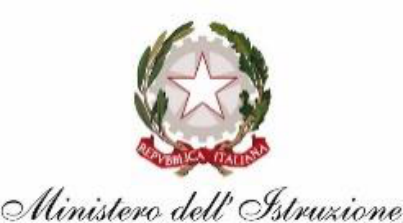 REPVBBLICA ITALIANA
Ministero dell' Istruzione